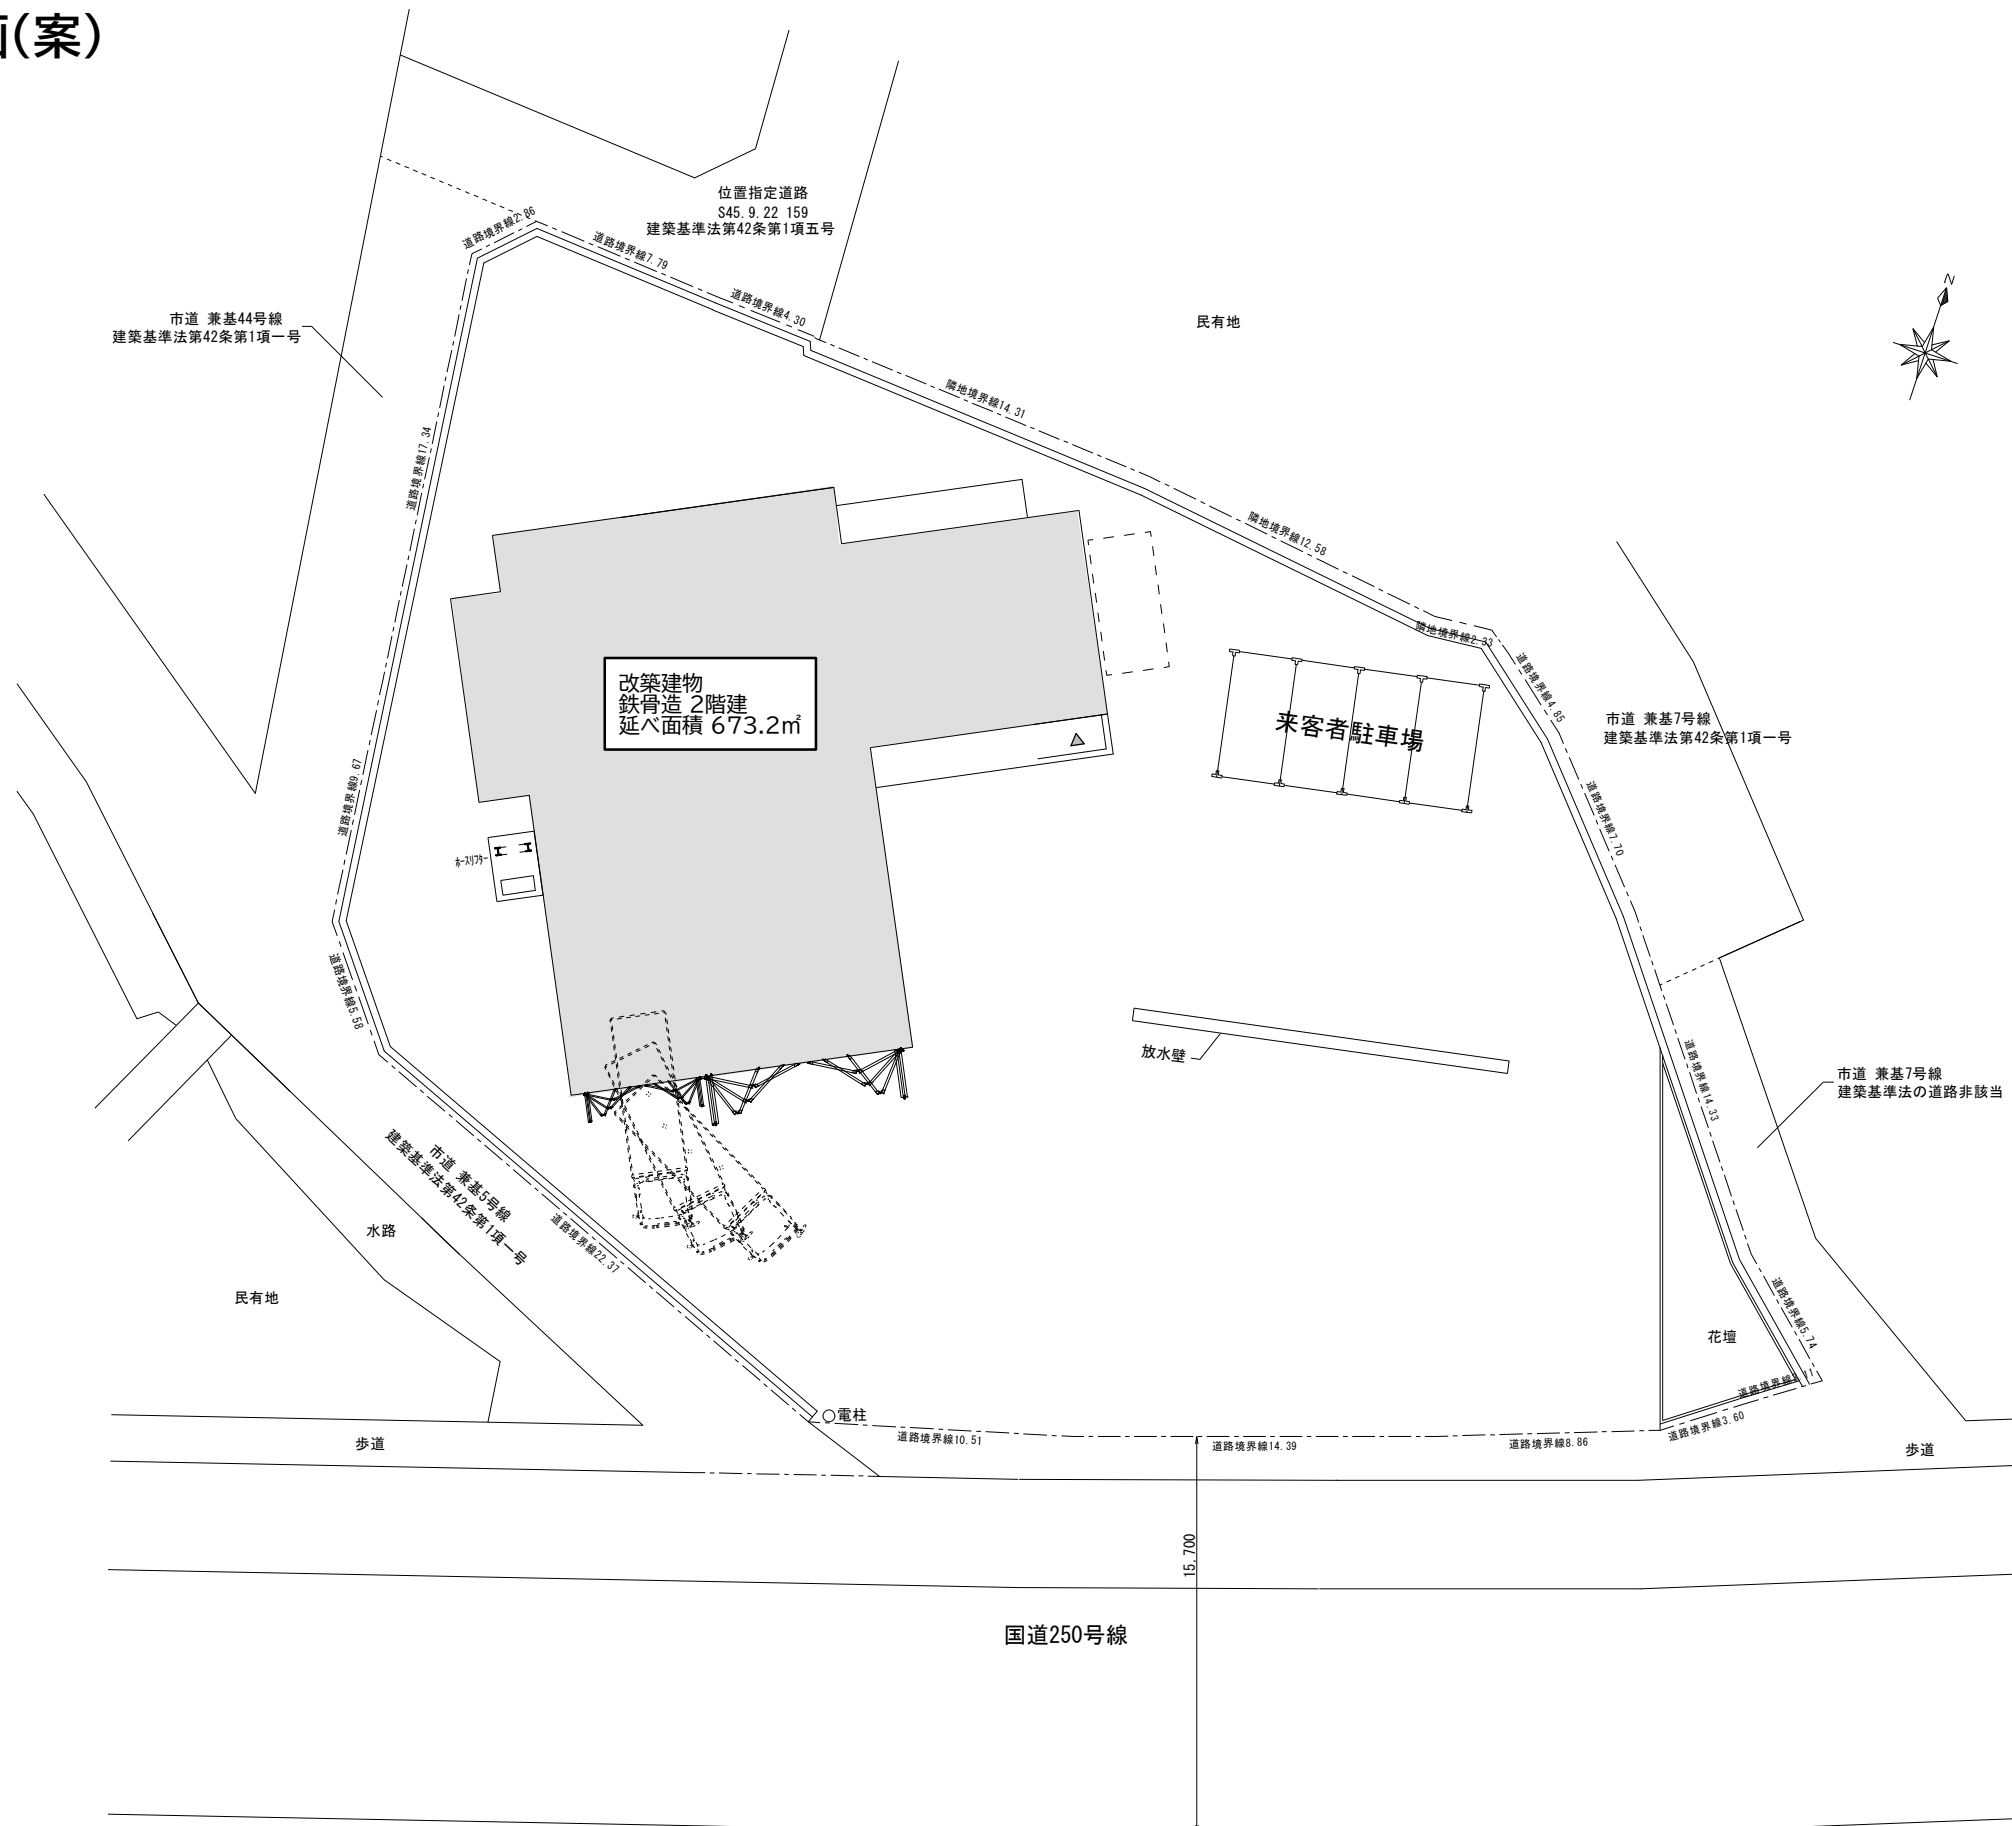 (案)
位置指定道路
S45.9.22 159
建築基準法第42条第1項五号
道路境界線2.86
道路境界線7.79
道路境界線4.30
N
民有地
市道 兼基44号線
建築基準法第42条第1項一号
隣地境界線14.31
道路境界線17.34
隣地境界線12.58
隣地境界線2.33
道路境界線4.85
改築建物
鉄骨造 2階建
延べ面積 673.2㎡
来客者駐車場
市道 兼基7号線
建築基準法第42条第1項一号
道路境界線9.67
道路境界線7.70
ホースリフター
道路境界線5.58
放水壁
道路境界線14.33
市道 兼基7号線
建築基準法の道路非該当
市道 兼基5号線
建築基準法第42条第1項一号
水路
道路境界線22.37
民有地
道路境界線5.74
花壇
道路境界線
電柱
道路境界線10.51
道路境界線14.39
道路境界線8.86
道路境界線3.60
歩道
歩道
15,700
国道250号線